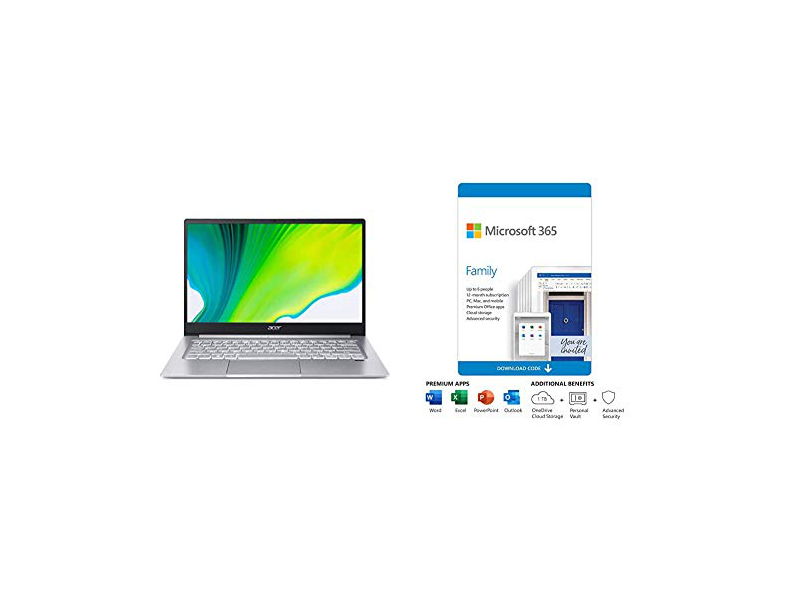 acer
Microsoft 365
Family
Up to 6 people
12-month subscription
PC, Mac, and mobile
Premium Office apps
Cloud storage
Advanced security
You are
invited
DOWNLOAD CODE
PREMIUM APPS
ADDITIONAL BENEFITS
Word
Excel
PowerPoint
Outlook
1 TB
+
+
OneDrive
Cloud Storage
Personal
Vault
Advanced
Security